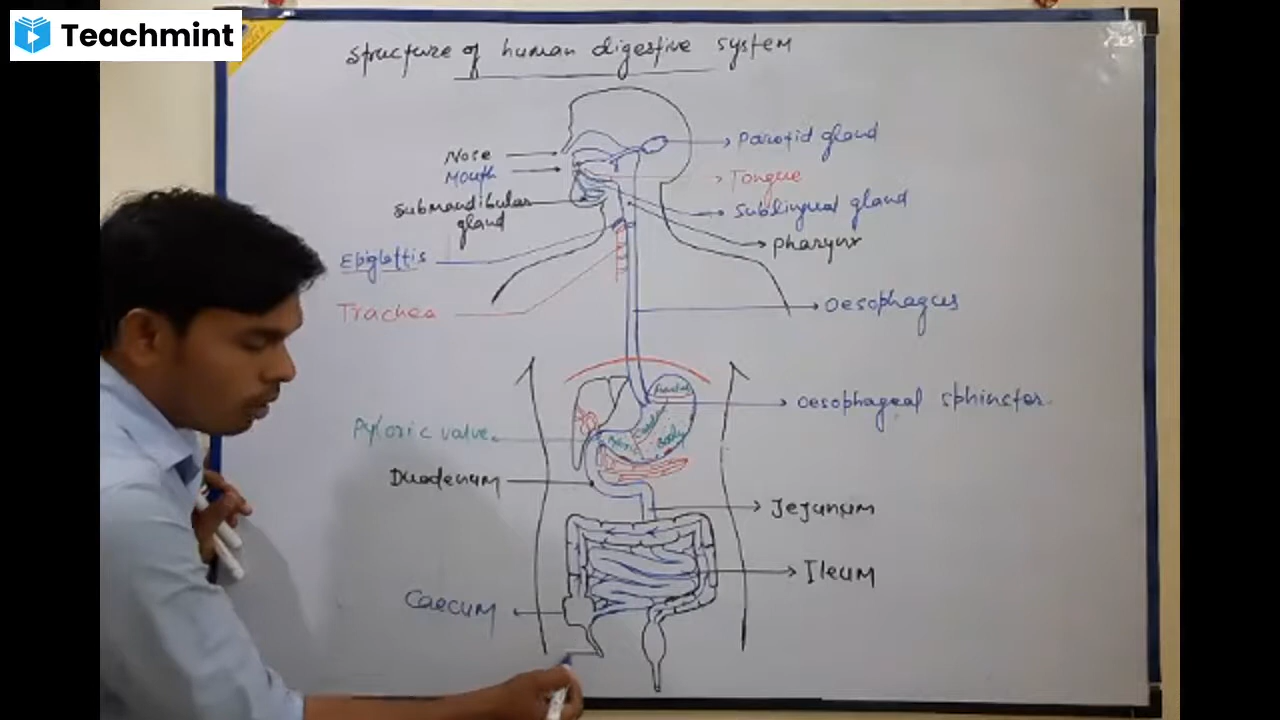 Teachmint
Structure of human digestive system
Nose
Mouth
Submandibular
gland
Epiglottis
Trachea
Parotid gland
Tongue
Sublingual gland
Pharynx
Oesophagus
Oesophageal sphincter
Pyloric valve
Duodenum
Jejunum
Ileum
Caecum
Body